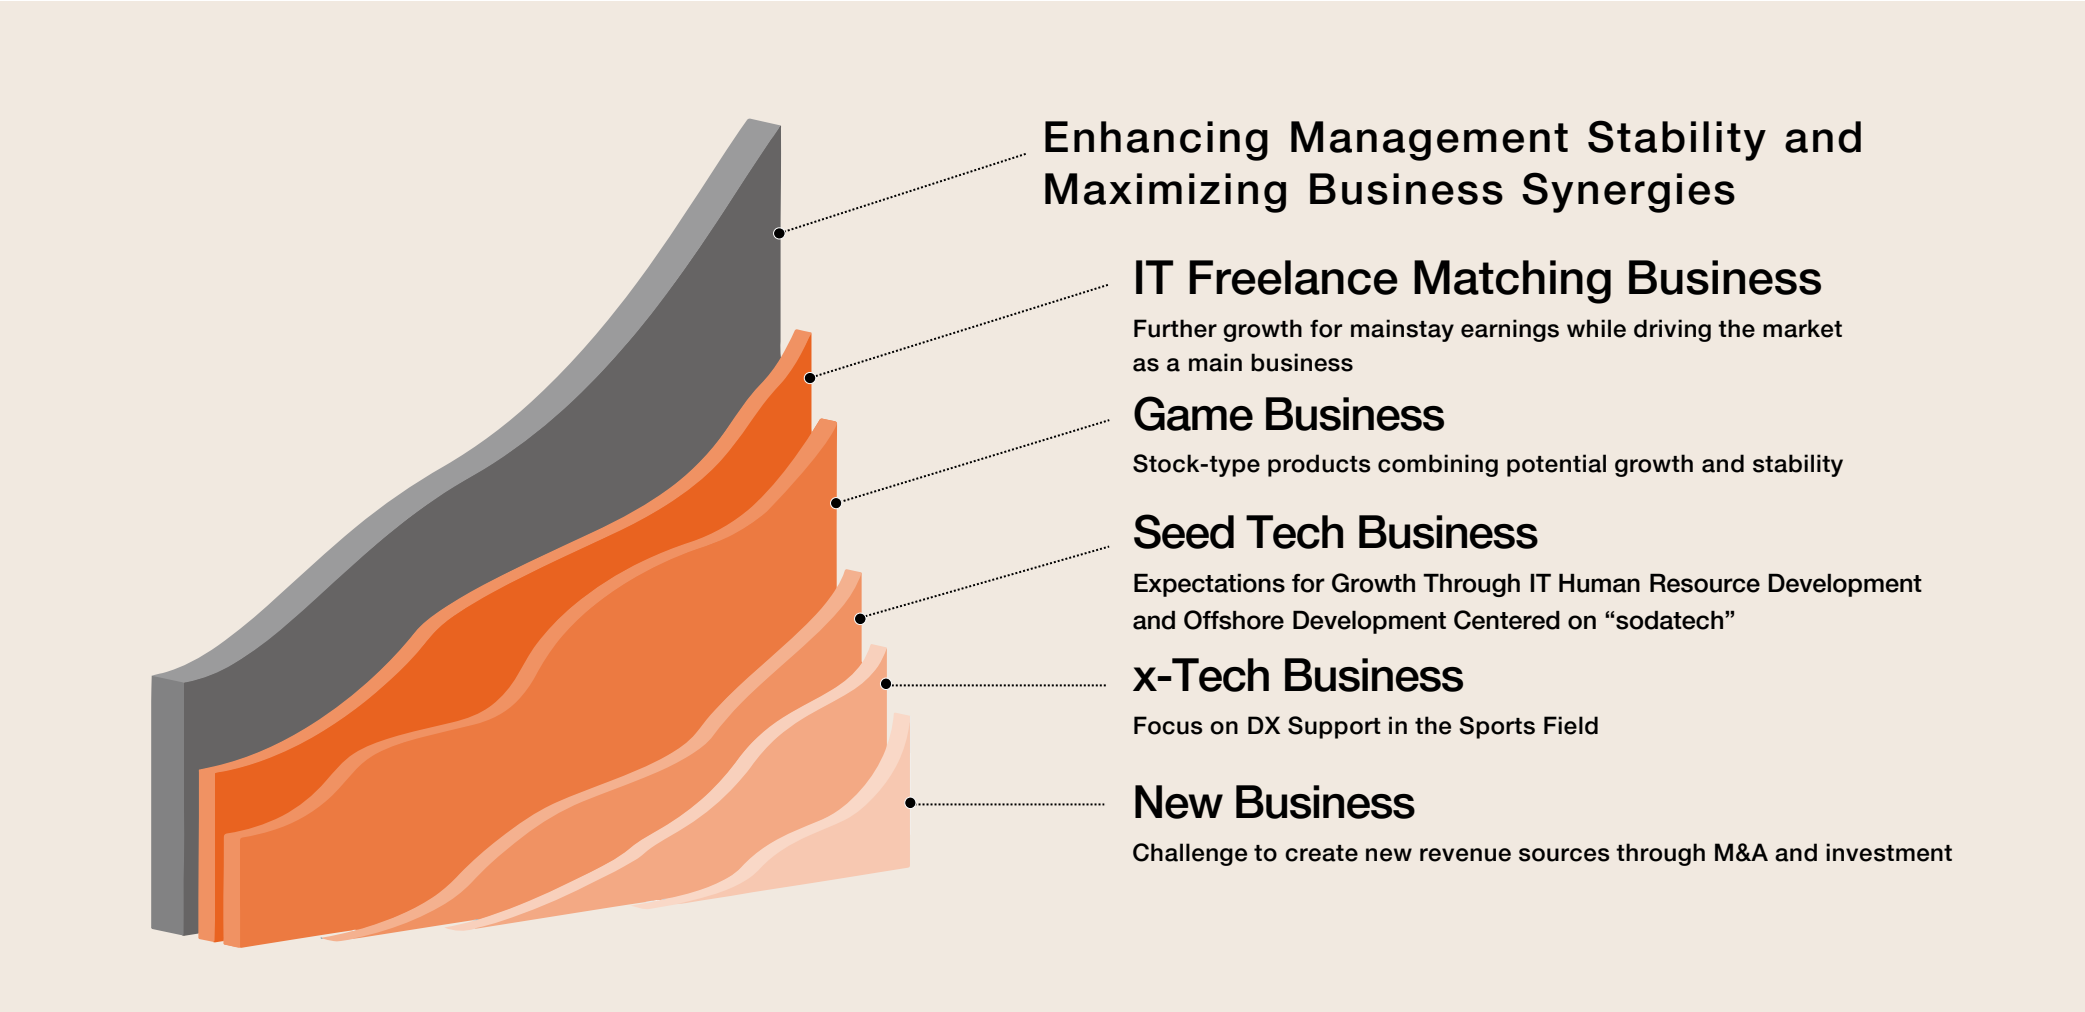 Enhancing Management Stability and
Maximizing Business Synergies
IT Freelance Matching Business
Further growth for mainstay earnings while driving the market
as a main business
Game Business
Stock-type products combining potential growth and stability
Seed Tech Business
Expectations for Growth Through IT Human Resource Development
and Offshore Development Centered on “sodatech”
x-Tech Business
Focus on DX Support in the Sports Field
New Business
Challenge to create new revenue sources through M&A and investment